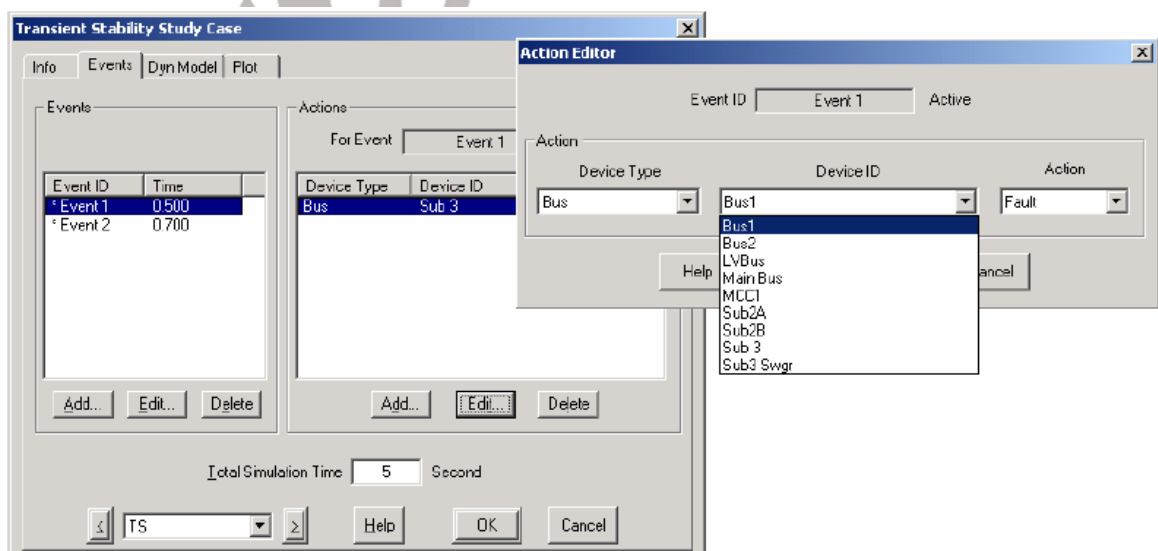 Transient Stability Study Case
Info Events Dyn Model Plot
Events
Actions
For Event Event 1
Event ID Time
* Event 1 0.500
* Event 2 0.700
Device Type Device ID
Bus Sub 3
Add... Edit... Delete
Add... Edit... Delete
Total Simulation Time 5 Second
< TS >
Help OK Cancel
Action Editor
Event ID Event 1 Active
Action
Device Type Device ID Action
Bus Bus1 Fault
Bus1
Bus2
LVBus
Main Bus
MCC1
Sub2A
Sub2B
Sub 3
Sub3 Swgr
Help ancel